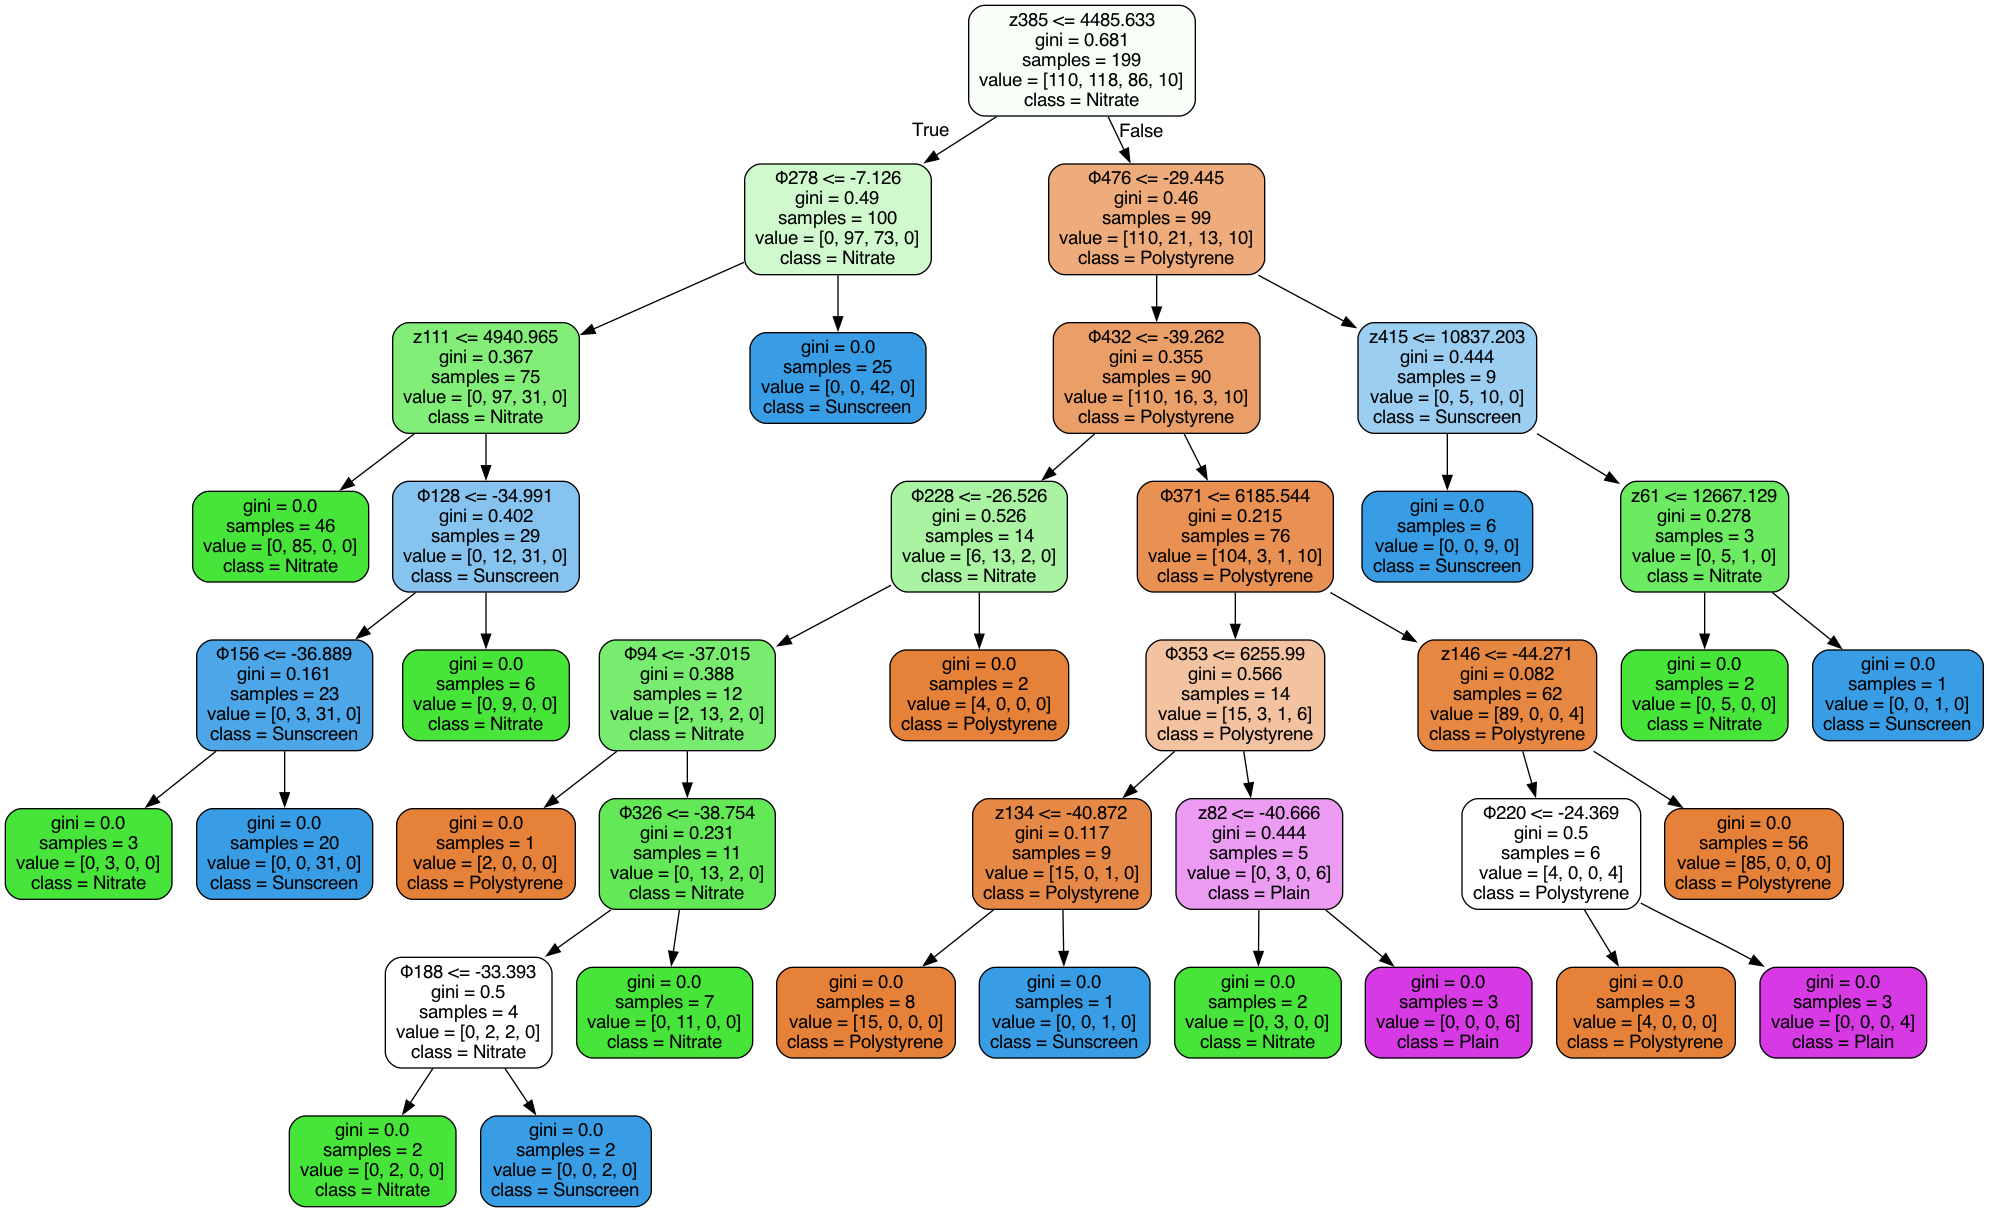 z385 <= 4485.633
gini = 0.681
samples = 199
value = [110, 118, 86, 10]
class = Nitrate
True
False
Φ278 <= -7.126
gini = 0.49
samples = 100
value = [0, 97, 73, 0]
class = Nitrate
Φ476 <= -29.445
gini = 0.46
samples = 99
value = [110, 21, 13, 10]
class = Polystyrene
z111 <= 4940.965
gini = 0.367
samples = 75
value = [0, 97, 31, 0]
class = Nitrate
gini = 0.0
samples = 25
value = [0, 0, 42, 0]
class = Sunscreen
Φ432 <= -39.262
gini = 0.355
samples = 90
value = [110, 16, 3, 10]
class = Polystyrene
z415 <= 10837.203
gini = 0.444
samples = 9
value = [0, 5, 10, 0]
class = Sunscreen
gini = 0.0
samples = 46
value = [0, 85, 0, 0]
class = Nitrate
Φ128 <= -34.991
gini = 0.402
samples = 29
value = [0, 12, 31, 0]
class = Sunscreen
Φ228 <= -26.526
gini = 0.526
samples = 14
value = [6, 13, 2, 0]
class = Nitrate
Φ371 <= 6185.544
gini = 0.215
samples = 76
value = [104, 3, 1, 10]
class = Polystyrene
gini = 0.0
samples = 6
value = [0, 0, 9, 0]
class = Sunscreen
z61 <= 12667.129
gini = 0.278
samples = 3
value = [0, 5, 1, 0]
class = Nitrate
Φ156 <= -36.889
gini = 0.161
samples = 23
value = [0, 3, 31, 0]
class = Sunscreen
gini = 0.0
samples = 6
value = [0, 9, 0, 0]
class = Nitrate
Φ94 <= -37.015
gini = 0.388
samples = 12
value = [2, 13, 2, 0]
class = Nitrate
gini = 0.0
samples = 2
value = [4, 0, 0, 0]
class = Polystyrene
Φ353 <= 6255.99
gini = 0.566
samples = 14
value = [15, 3, 1, 6]
class = Polystyrene
z146 <= -44.271
gini = 0.082
samples = 62
value = [89, 0, 0, 4]
class = Polystyrene
gini = 0.0
samples = 2
value = [0, 5, 0, 0]
class = Nitrate
gini = 0.0
samples = 1
value = [0, 0, 1, 0]
class = Sunscreen
gini = 0.0
samples = 3
value = [0, 3, 0, 0]
class = Nitrate
gini = 0.0
samples = 20
value = [0, 0, 31, 0]
class = Sunscreen
gini = 0.0
samples = 1
value = [2, 0, 0, 0]
class = Polystyrene
Φ326 <= -38.754
gini = 0.231
samples = 11
value = [0, 13, 2, 0]
class = Nitrate
z134 <= -40.872
gini = 0.117
samples = 9
value = [15, 0, 1, 0]
class = Polystyrene
z82 <= -40.666
gini = 0.444
samples = 5
value = [0, 3, 0, 6]
class = Plain
Φ220 <= -24.369
gini = 0.5
samples = 6
value = [4, 0, 0, 4]
class = Polystyrene
gini = 0.0
samples = 56
value = [85, 0, 0, 0]
class = Polystyrene
Φ188 <= -33.393
gini = 0.5
samples = 4
value = [0, 2, 2, 0]
class = Nitrate
gini = 0.0
samples = 7
value = [0, 11, 0, 0]
class = Nitrate
gini = 0.0
samples = 8
value = [15, 0, 0, 0]
class = Polystyrene
gini = 0.0
samples = 1
value = [0, 0, 1, 0]
class = Sunscreen
gini = 0.0
samples = 2
value = [0, 3, 0, 0]
class = Nitrate
gini = 0.0
samples = 3
value = [0, 0, 0, 6]
class = Plain
gini = 0.0
samples = 3
value = [4, 0, 0, 0]
class = Polystyrene
gini = 0.0
samples = 3
value = [0, 0, 0, 4]
class = Plain
gini = 0.0
samples = 2
value = [0, 2, 0, 0]
class = Nitrate
gini = 0.0
samples = 2
value = [0, 0, 2, 0]
class = Sunscreen